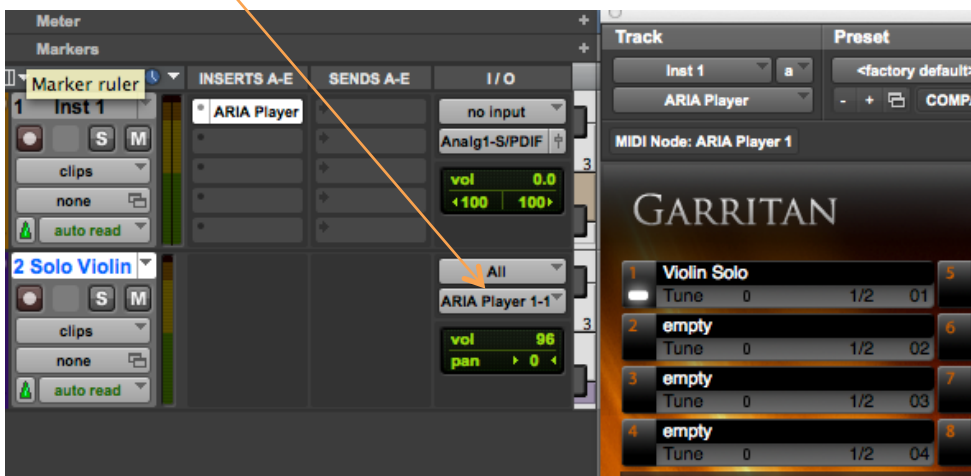 Meter
Markers
Marker ruler
INSERTS A-E
SENDS A-E
I / O
1 Inst 1
ARIA Player
no input
S M
Analg1-S/PDIF
clips
vol 0.0
none
100 100
auto read
3
2 Solo Violin
All
S M
ARIA Player 1-1
clips
vol 96
none
pan 0
auto read
3
Track
Preset
Inst 1
a
<factory default>
ARIA Player
- +
MIDI Node: ARIA Player 1
GARRITAN
1 Violin Solo 5
Tune 0 1/2 01
2 empty 6
Tune 0 1/2 02
3 empty 7
Tune 0 1/2 03
4 empty 8
Tune 0 1/2 04